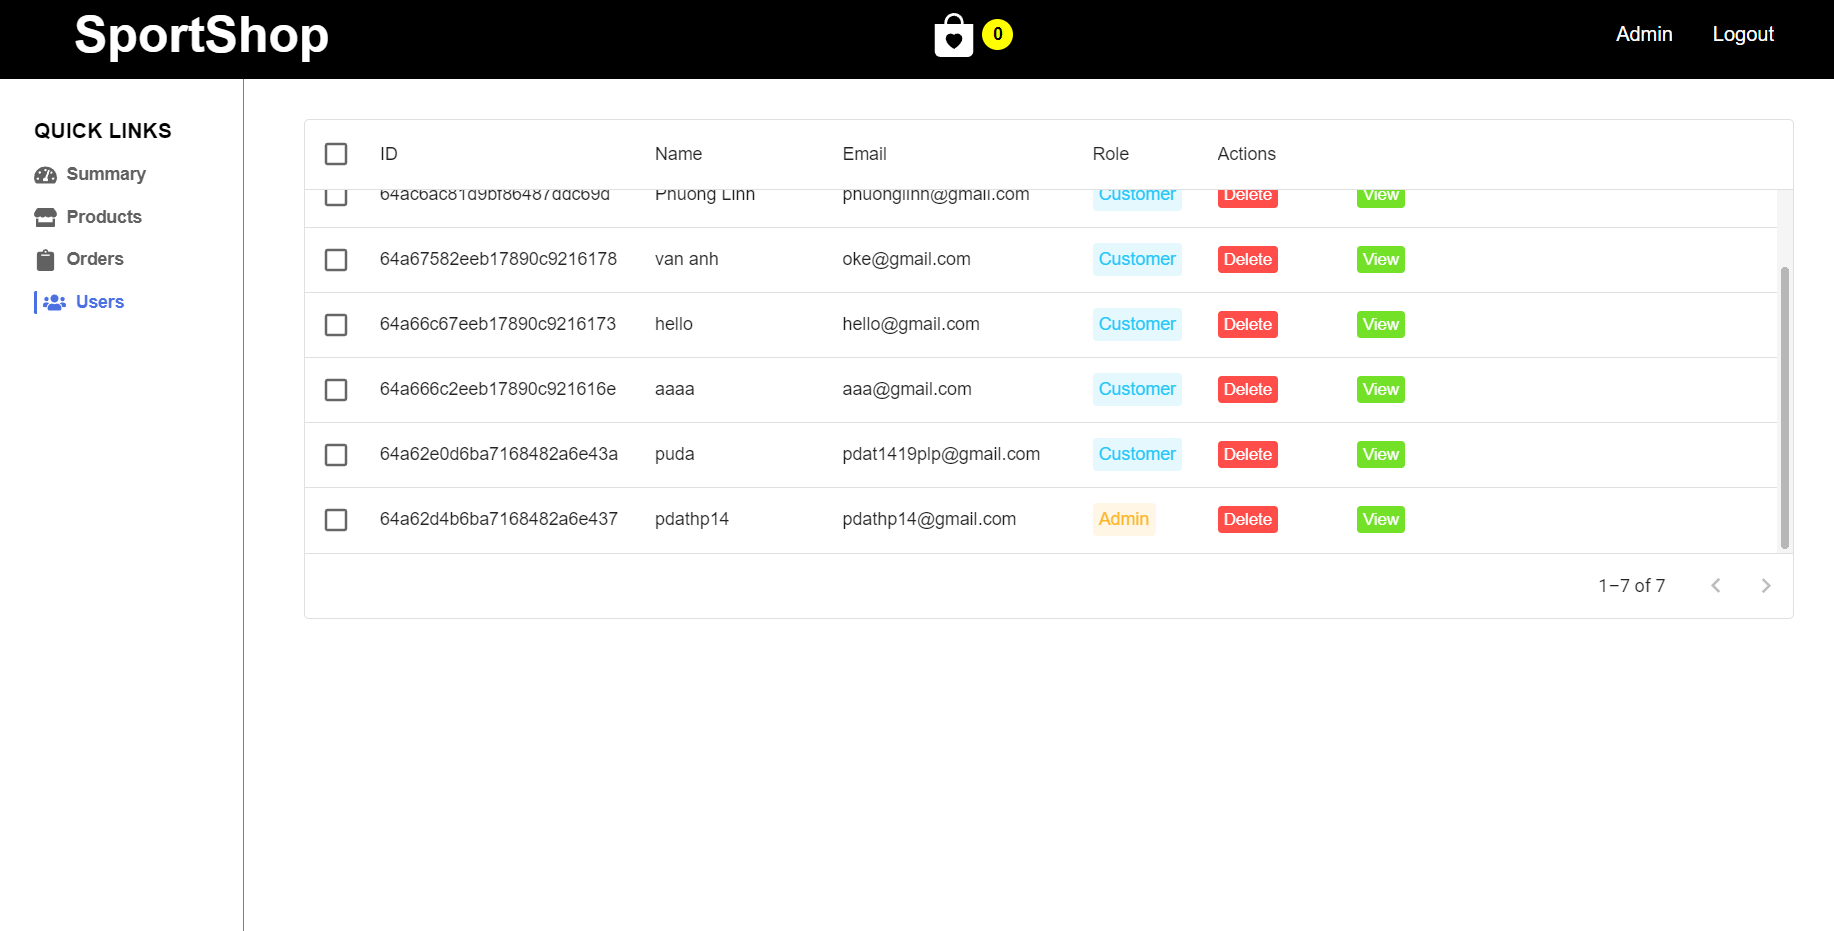 SportShop 0 Admin Logout
QUICK LINKS
Summary
Products
Orders
Users
ID Name Email Role Actions
64ac6ac81d9bf86487ddc69d Phuong Linh phuonglinh@gmail.com Customer Delete View
64a67582eeb17890c9216178 van anh oke@gmail.com Customer Delete View
64a66c67eeb17890c9216173 hello hello@gmail.com Customer Delete View
64a666c2eeb17890c921616e aaaa aaa@gmail.com Customer Delete View
64a62e0d6ba7168482a6e43a puda pdat1419plp@gmail.com Customer Delete View
64a62d4b6ba7168482a6e437 pdathp14 pdathp14@gmail.com Admin Delete View
1–7 of 7